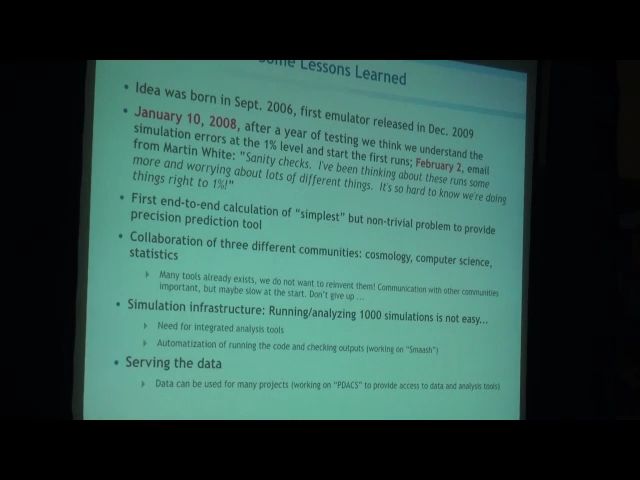 Some Lessons Learned
• Idea was born in Sept. 2006, first emulator released in Dec. 2009
• January 10, 2008, after a year of testing we think we understand the
simulation errors at the 1% level and start the first runs; February 2, email
from Martin White: "Sanity checks. I've been thinking about these runs some
more and worrying about lots of different things. It's so hard to know we're doing
things right to 1%!"
• First end-to-end calculation of "simplest" but non-trivial problem to provide
precision prediction tool
• Collaboration of three different communities: cosmology, computer science,
statistics
Many tools already exists, we do not want to reinvent them! Communication with other communities
important, but maybe slow at the start. Don't give up ...
• Simulation infrastructure: Running/analyzing 1000 simulations is not easy...
Need for integrated analysis tools
Automatization of running the code and checking outputs (working on "Smaash")
• Serving the data
Data can be used for many projects (working on "PDACS" to provide access to data and analysis tools)